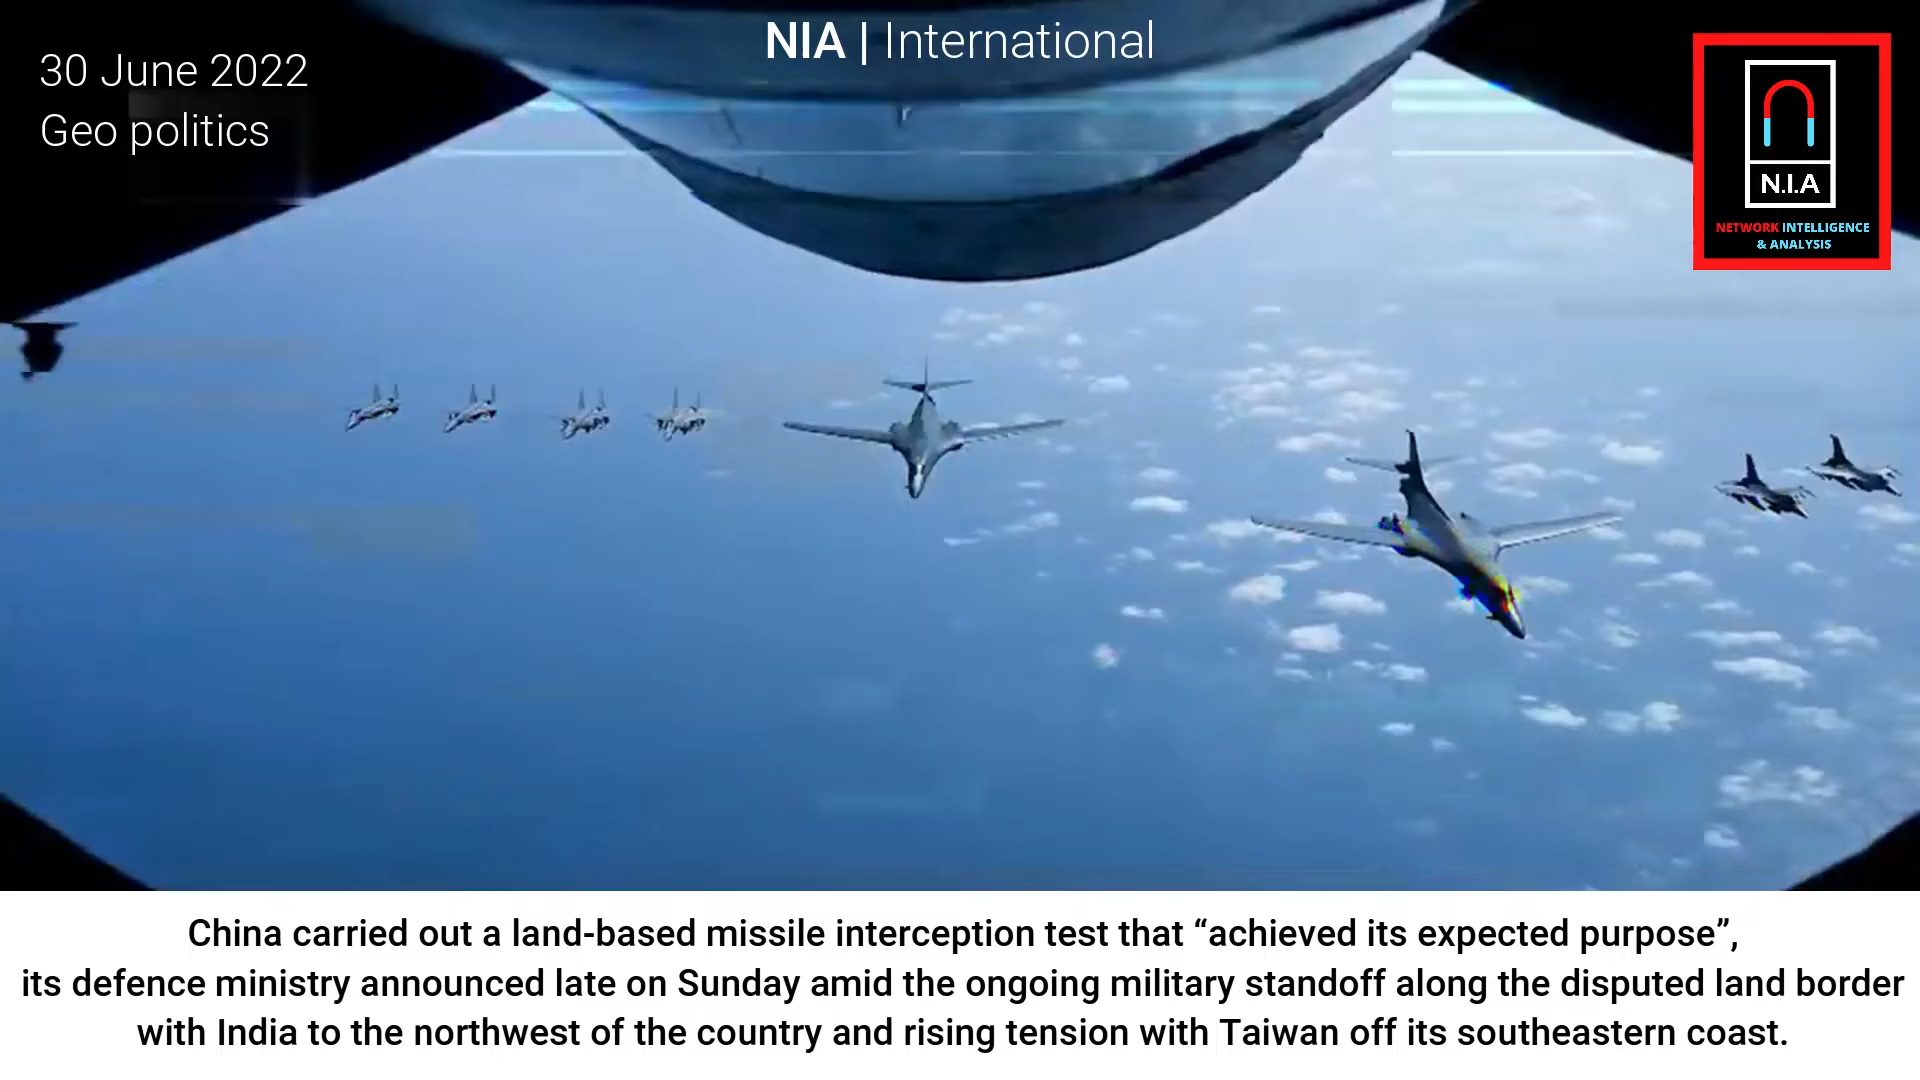 NIA | International
30 June 2022
Geo politics
N.I.A
NETWORK INTELLIGENCE
& ANALYSIS
China carried out a land-based missile interception test that “achieved its expected purpose”,
its defence ministry announced late on Sunday amid the ongoing military standoff along the disputed land border
with India to the northwest of the country and rising tension with Taiwan off its southeastern coast.